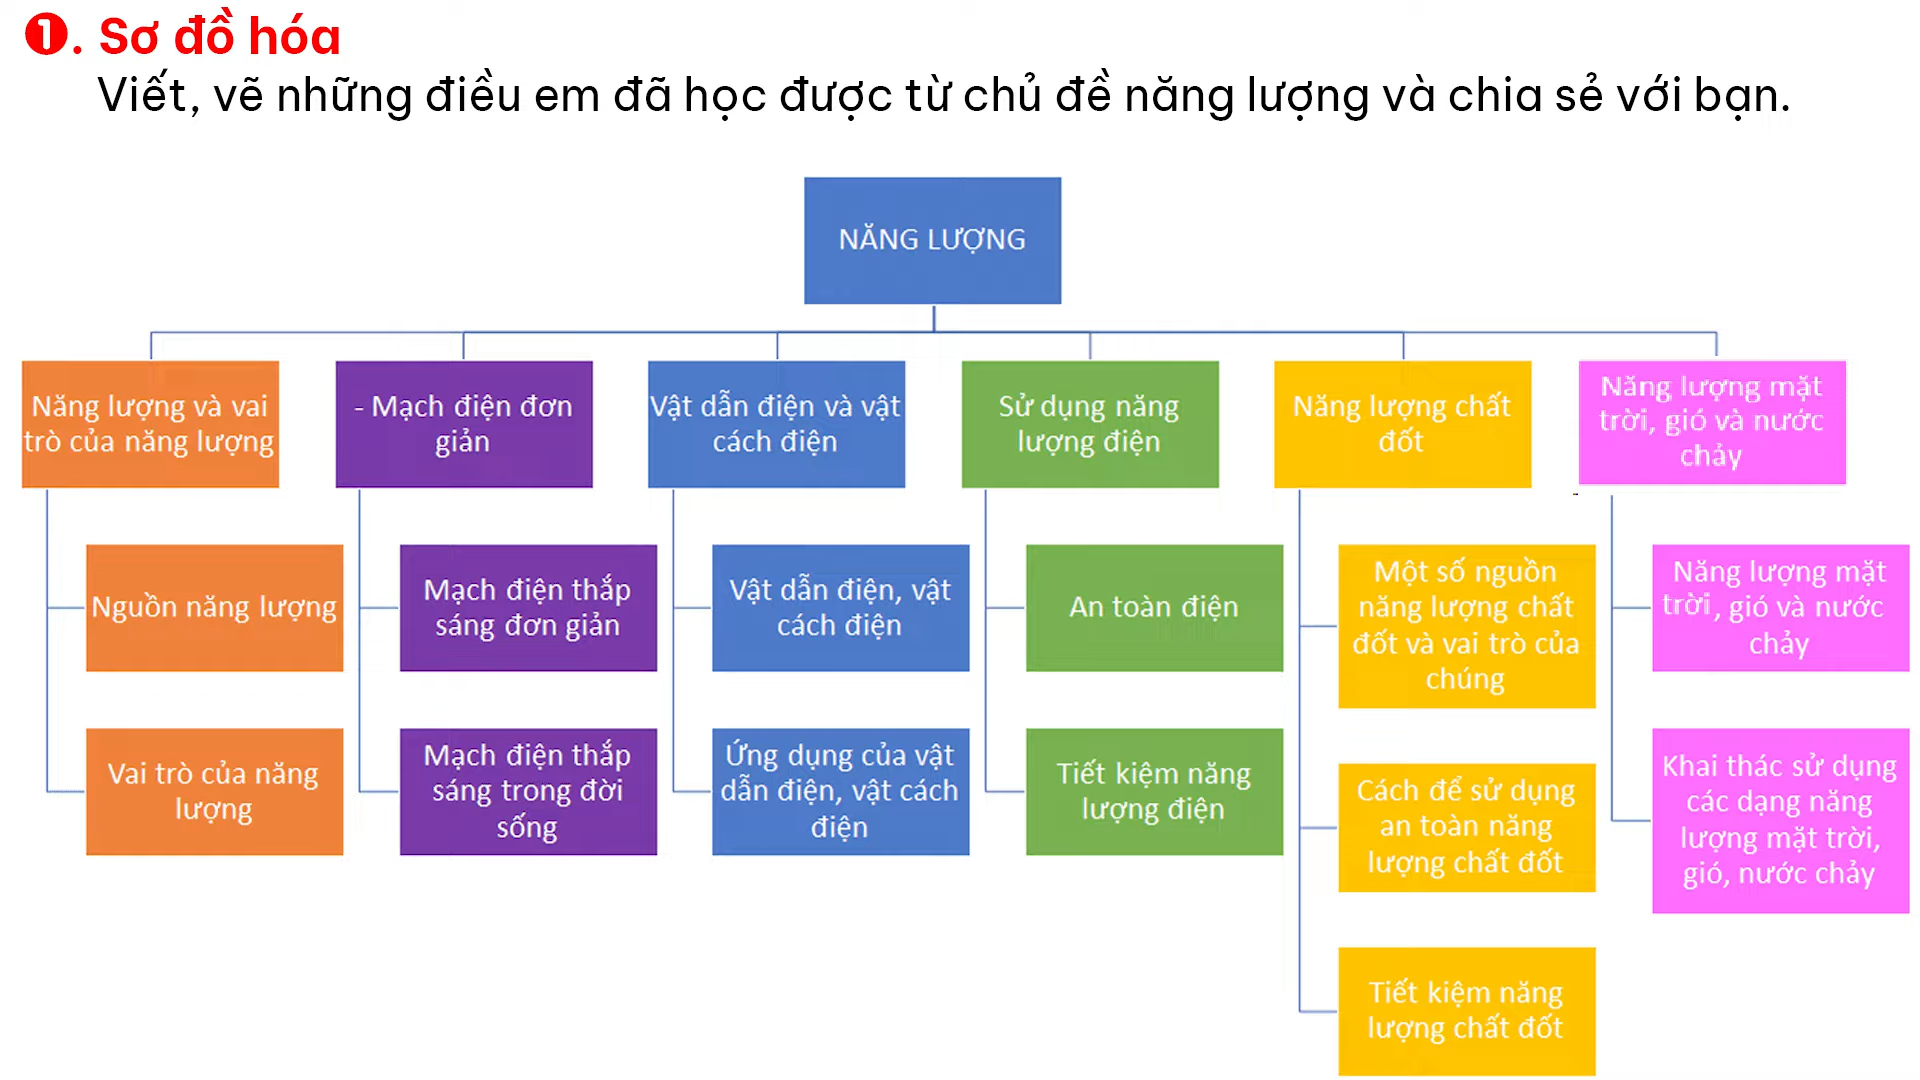 ❶. Sơ đồ hóa
Viết, vẽ những điều em đã học được từ chủ đề năng lượng và chia sẻ với bạn.
NĂNG LƯỢNG
Năng lượng và vai
trò của năng lượng
- Mạch điện đơn
giản
Vật dẫn điện và vật
cách điện
Sử dụng năng
lượng điện
Năng lượng chất
đốt
Năng lượng mặt
trời, gió và nước
chảy
Nguồn năng lượng
Mạch điện thắp
sáng đơn giản
Vật dẫn điện, vật
cách điện
An toàn điện
Một số nguồn
năng lượng chất
đốt và vai trò của
chúng
Năng lượng mặt
trời, gió và nước
chảy
Vai trò của năng
lượng
Mạch điện thắp
sáng trong đời
sống
Ứng dụng của vật
dẫn điện, vật cách
điện
Tiết kiệm năng
lượng điện
Cách để sử dụng
an toàn năng
lượng chất đốt
Khai thác sử dụng
các dạng năng
lượng mặt trời,
gió, nước chảy
Tiết kiệm năng
lượng chất đốt